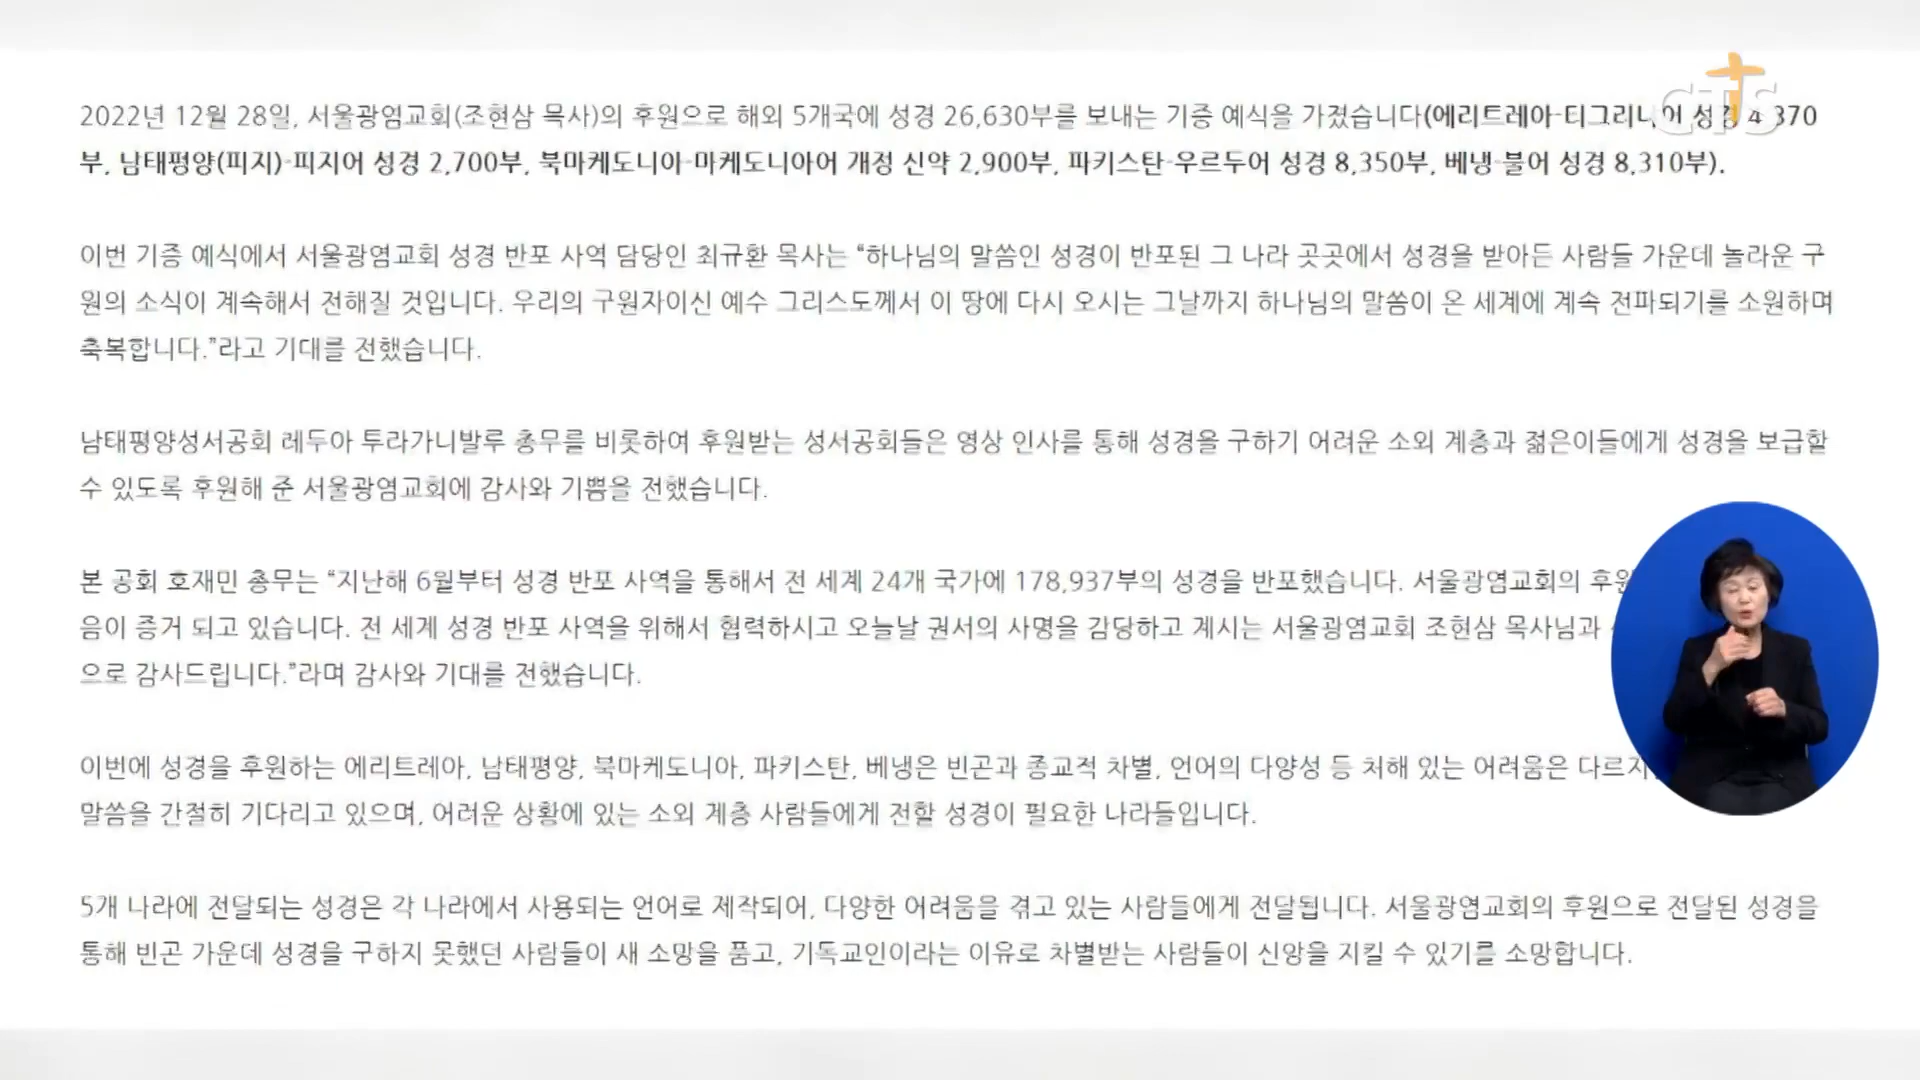 2022년 12월 28일, 서울광염교회(조현삼 목사)의 후원으로 해외 5개국에 성경 26,630부를 보내는 기증 예식을 가졌습니다(에리트레아-티그리냐어 성경 4,370
부, 남태평양(피지)-피지어 성경 2,700부, 북마케도니아-마케도니아어 개정 신약 2,900부, 파키스탄-우르두어 성경 8,350부, 베냉-불어 성경 8,310부).
이번 기증 예식에서 서울광염교회 성경 반포 사역 담당인 최규환 목사는 “하나님의 말씀인 성경이 반포된 그 나라 곳곳에서 성경을 받아든 사람들 가운데 놀라운 구
원의 소식이 계속해서 전해질 것입니다. 우리의 구원자이신 예수 그리스도께서 이 땅에 다시 오시는 그날까지 하나님의 말씀이 온 세계에 계속 전파되기를 소원하며
축복합니다.”라고 기대를 전했습니다.
남태평양성서공회 레두아 투라가니발루 총무를 비롯하여 후원받는 성서공회들은 영상 인사를 통해 성경을 구하기 어려운 소외 계층과 젊은이들에게 성경을 보급할
수 있도록 후원해 준 서울광염교회에 감사와 기쁨을 전했습니다.
본 공회 호재민 총무는 “지난해 6월부터 성경 반포 사역을 통해서 전 세계 24개 국가에 178,937부의 성경을 반포했습니다. 서울광염교회의 후원
음이 증거 되고 있습니다. 전 세계 성경 반포 사역을 위해서 협력하시고 오늘날 권서의 사명을 감당하고 계시는 서울광염교회 조현삼 목사님과
으로 감사드립니다.”라며 감사와 기대를 전했습니다.
이번에 성경을 후원하는 에리트레아, 남태평양, 북마케도니아, 파키스탄, 베냉은 빈곤과 종교적 차별, 언어의 다양성 등 처해 있는 어려움은 다르지
말씀을 간절히 기다리고 있으며, 어려운 상황에 있는 소외 계층 사람들에게 전할 성경이 필요한 나라들입니다.
5개 나라에 전달되는 성경은 각 나라에서 사용되는 언어로 제작되어, 다양한 어려움을 겪고 있는 사람들에게 전달됩니다. 서울광염교회의 후원으로 전달된 성경을
통해 빈곤 가운데 성경을 구하지 못했던 사람들이 새 소망을 품고, 기독교인이라는 이유로 차별받는 사람들이 신앙을 지킬 수 있기를 소망합니다.
CTS